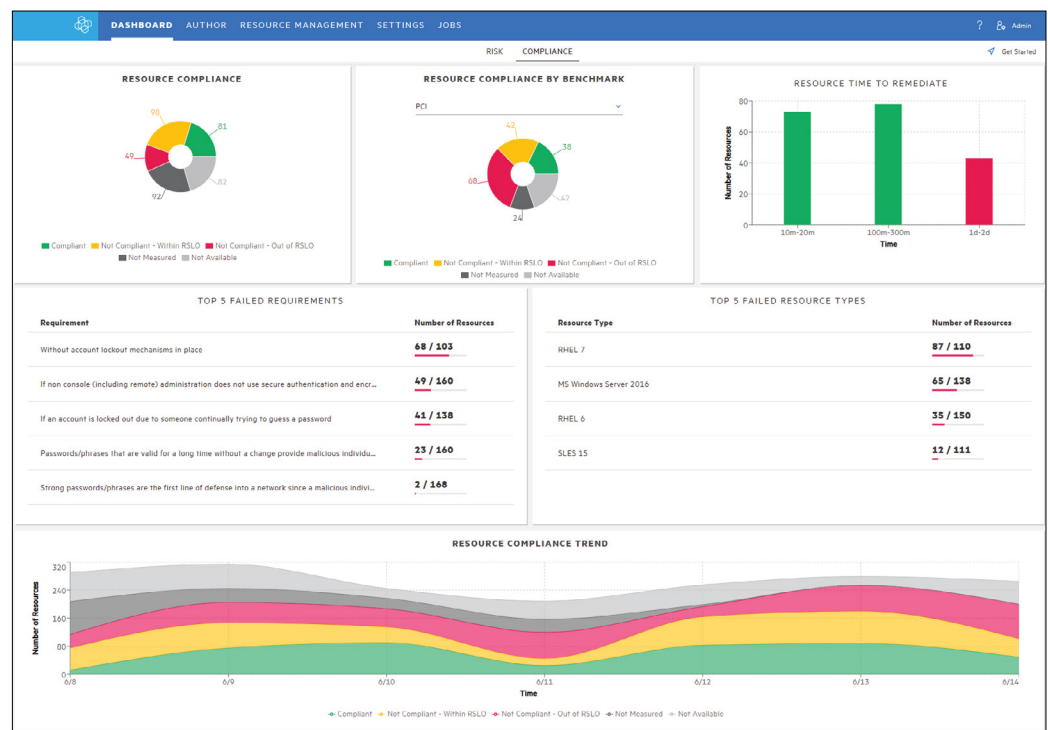 DASHBOARD AUTHOR RESOURCE MANAGEMENT SETTINGS JOBS ? Admin
RISK COMPLIANCE Get Started
RESOURCE COMPLIANCE
98
81
49
82
92
Compliant Not Compliant - Within RSLO Not Compliant - Out of RSLO
Not Measured Not Available
RESOURCE COMPLIANCE BY BENCHMARK
PCI
42
38
68
42
24
Compliant Not Compliant - Within RSLO Not Compliant - Out of RSLO
Not Measured Not Available
RESOURCE TIME TO REMEDIATE
Number of Resources
80
60
40
20
0
10m-20m 100m-300m 1d-2d
Time
TOP 5 FAILED REQUIREMENTS
Requirement Number of Resources
Without account lockout mechanisms in place 68 / 103
If non console (including remote) administration does not use secure authentication and encr... 49 / 160
If an account is locked out due to someone continually trying to guess a password 41 / 138
Passwords/phrases that are valid for a long time without a change provide malicious individu... 23 / 160
Strong passwords/phrases are the first line of defense into a network since a malicious indivi... 2 / 168
TOP 5 FAILED RESOURCE TYPES
Resource Type Number of Resources
RHEL 7 87 / 110
MS Windows Server 2016 65 / 138
RHEL 6 35 / 150
SLES 15 12 / 111
RESOURCE COMPLIANCE TREND
Number of Resources
320
240
160
80
0
6/8 6/9 6/10 6/11 6/12 6/13 6/14
Time
Compliant Not Compliant - Within RSLO Not Compliant - Out of RSLO Not Measured Not Available